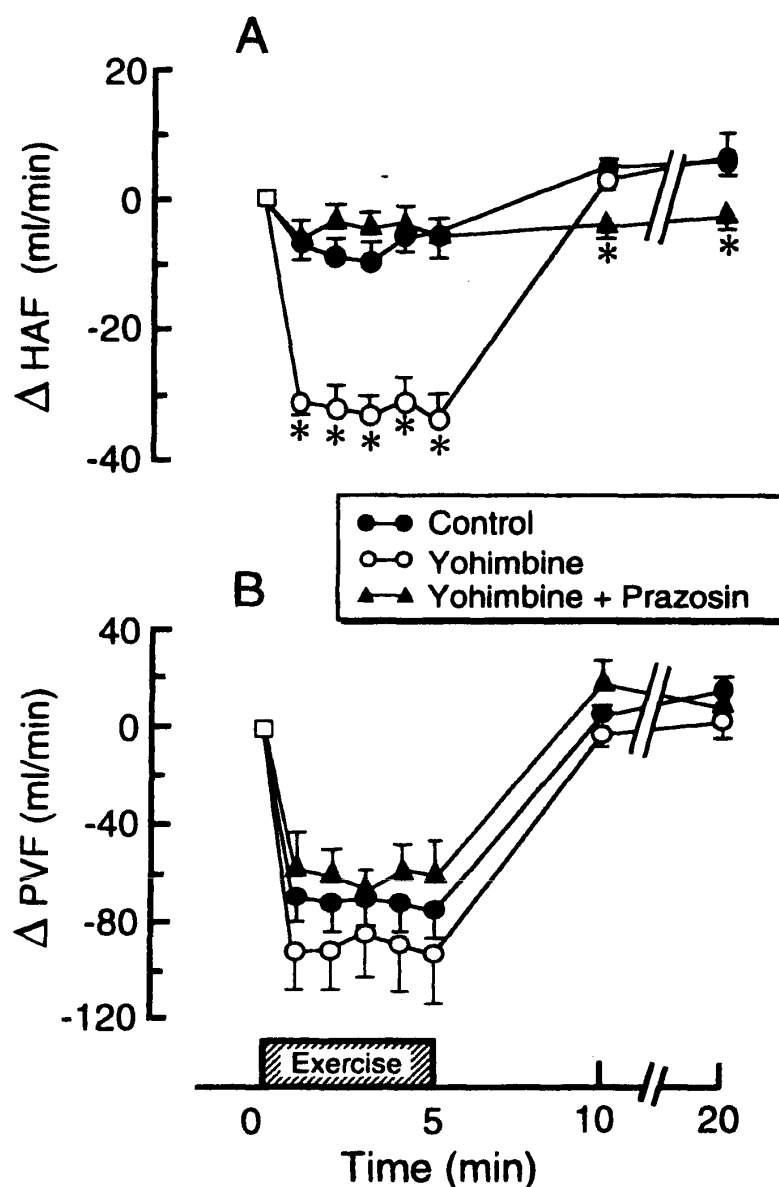 A
Δ HAF (ml/min)
20
0
-20
-40
*
*
*
*
*
*
*
Control
Yohimbine
Yohimbine + Prazosin
B
Δ PVF (ml/min)
40
0
-40
-80
-120
Exercise
0
5
10
20
Time (min)